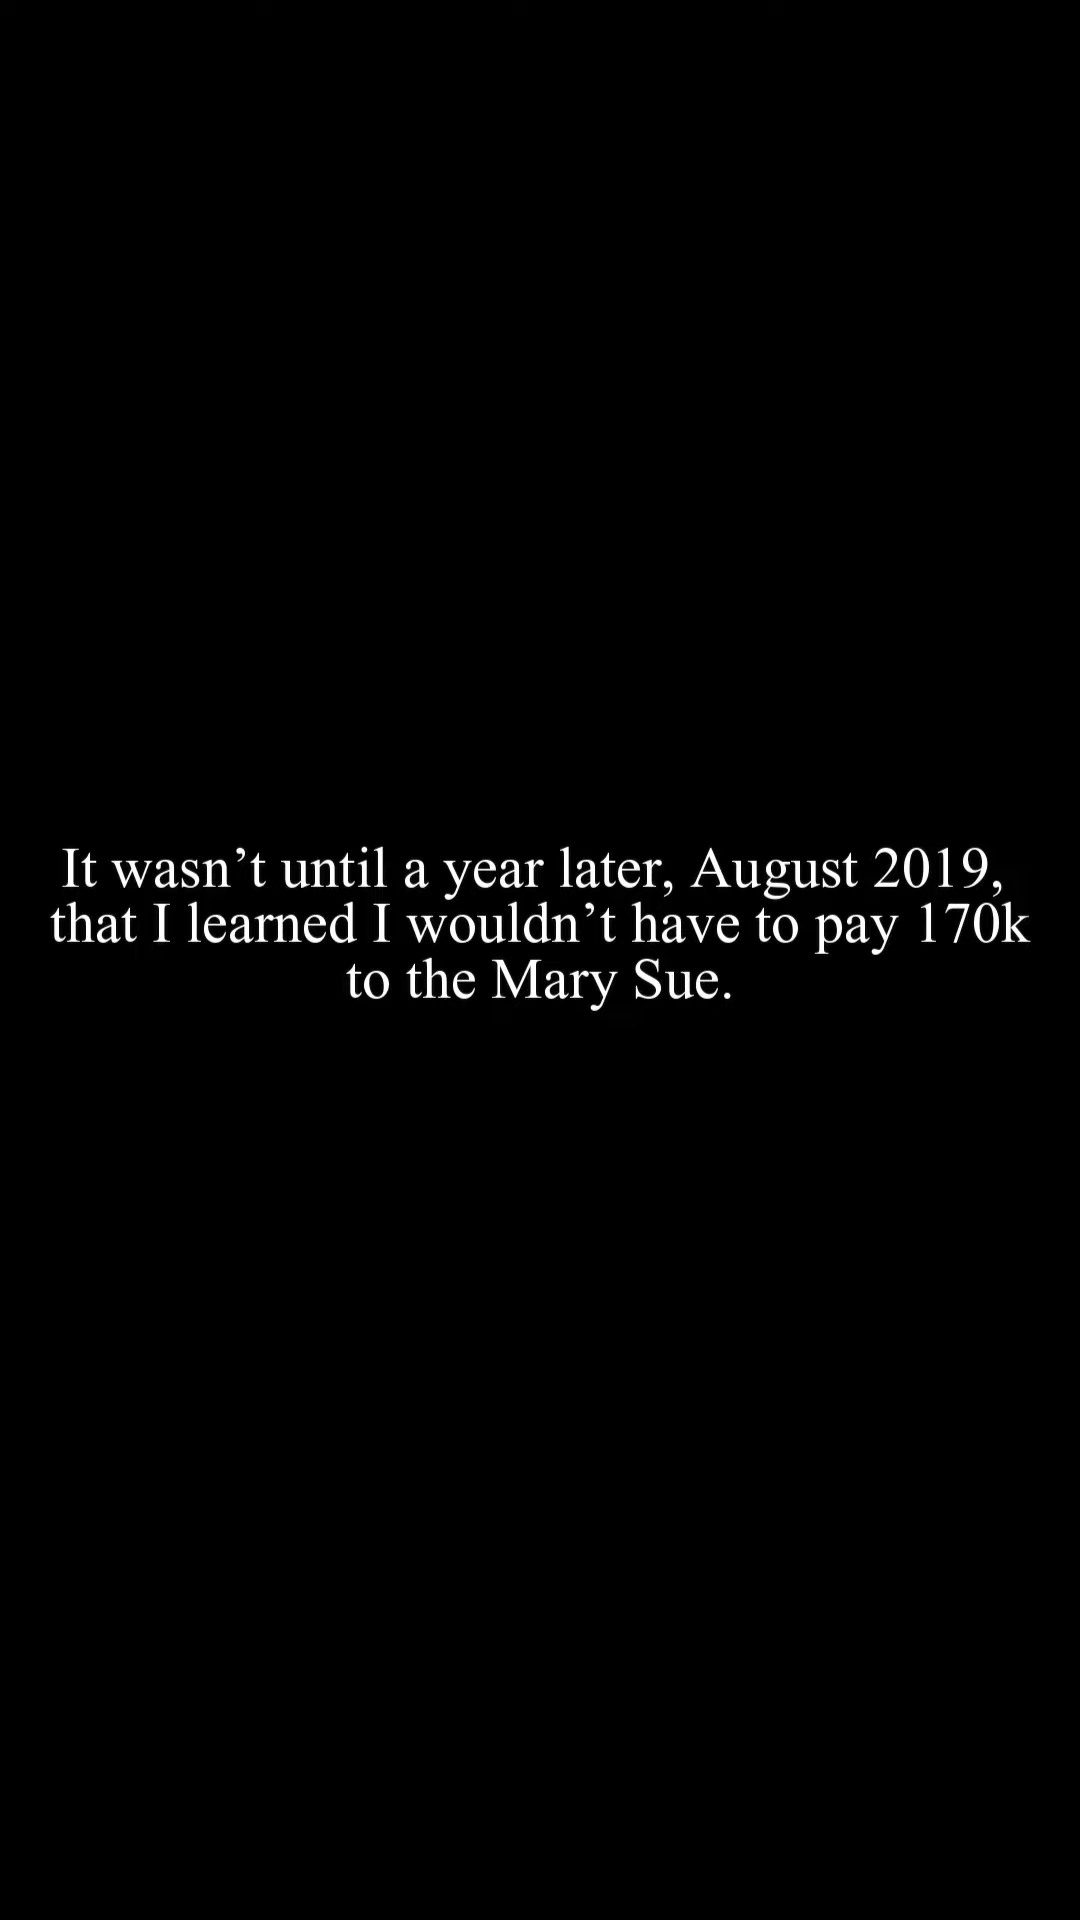 It wasn’t until a year later, August 2019,
that I learned I wouldn’t have to pay 170k
to the Mary Sue.